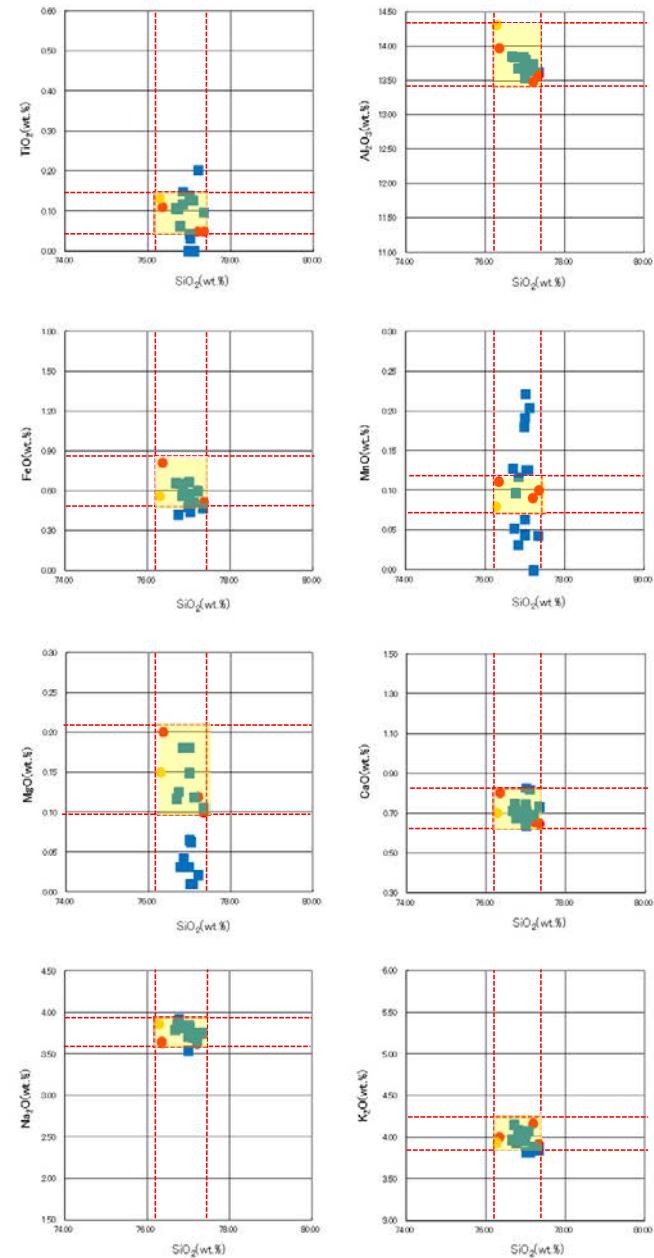 0.60
0.50
0.40
0.30
0.20
0.10
0.00
TiO₂(wt.%)
74.00 76.00 78.00 80.00
SiO₂(wt.%)
14.50
14.00
13.50
13.00
12.50
12.00
11.50
11.00
Al₂O₃(wt.%)
74.00 76.00 78.00 80.00
SiO₂(wt.%)
1.80
1.50
1.20
0.90
0.60
0.30
0.00
FeO(wt.%)
74.00 76.00 78.00 80.00
SiO₂(wt.%)
0.30
0.25
0.20
0.15
0.10
0.05
0.00
MnO(wt.%)
74.00 76.00 78.00 80.00
SiO₂(wt.%)
0.30
0.25
0.20
0.15
0.10
0.05
0.00
MgO(wt.%)
74.00 76.00 78.00 80.00
SiO₂(wt.%)
1.50
1.30
1.10
0.90
0.70
0.50
0.30
CaO(wt.%)
74.00 76.00 78.00 80.00
SiO₂(wt.%)
4.50
4.00
3.50
3.00
2.50
2.00
1.50
Na₂O(wt.%)
74.00 76.00 78.00 80.00
SiO₂(wt.%)
6.00
5.50
5.00
4.50
4.00
3.50
3.00
K₂O(wt.%)
74.00 76.00 78.00 80.00
SiO₂(wt.%)